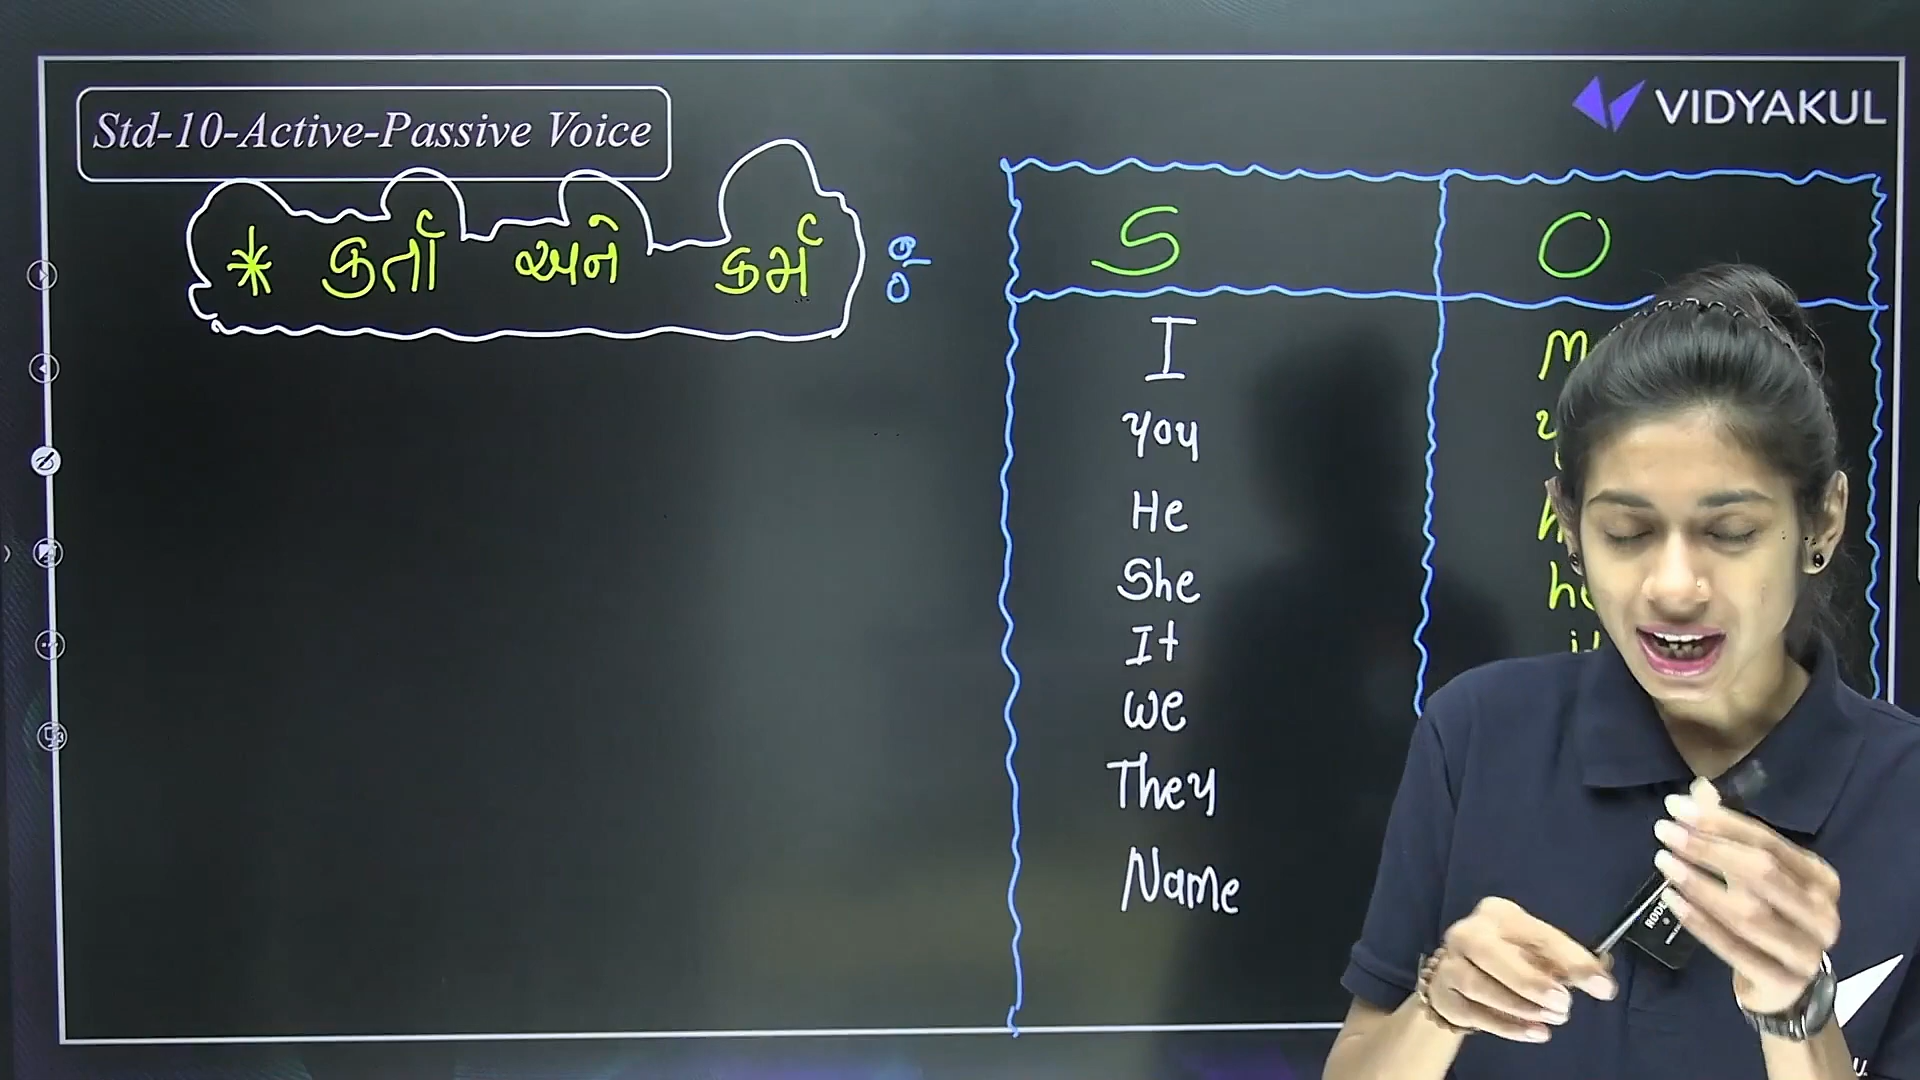 Std-10-Active-Passive Voice
VIDYAKUL
* કર્તા અને કર્મ :-
S O
I
you
He
She
It
we
They
Name